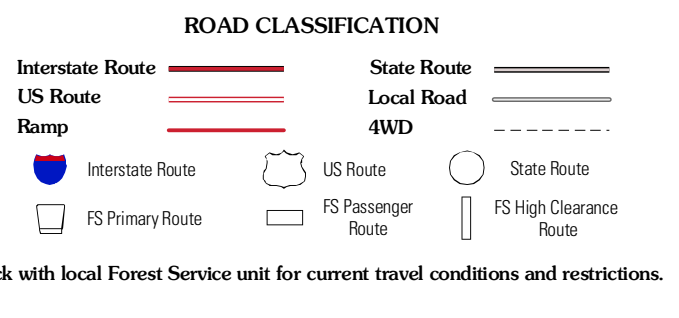 ROAD CLASSIFICATION
Interstate Route
State Route
US Route
Local Road
Ramp
4WD
Interstate Route
US Route
State Route
FS Primary Route
FS Passenger
Route
FS High Clearance
Route
with local Forest Service unit for current travel conditions and restrictions.